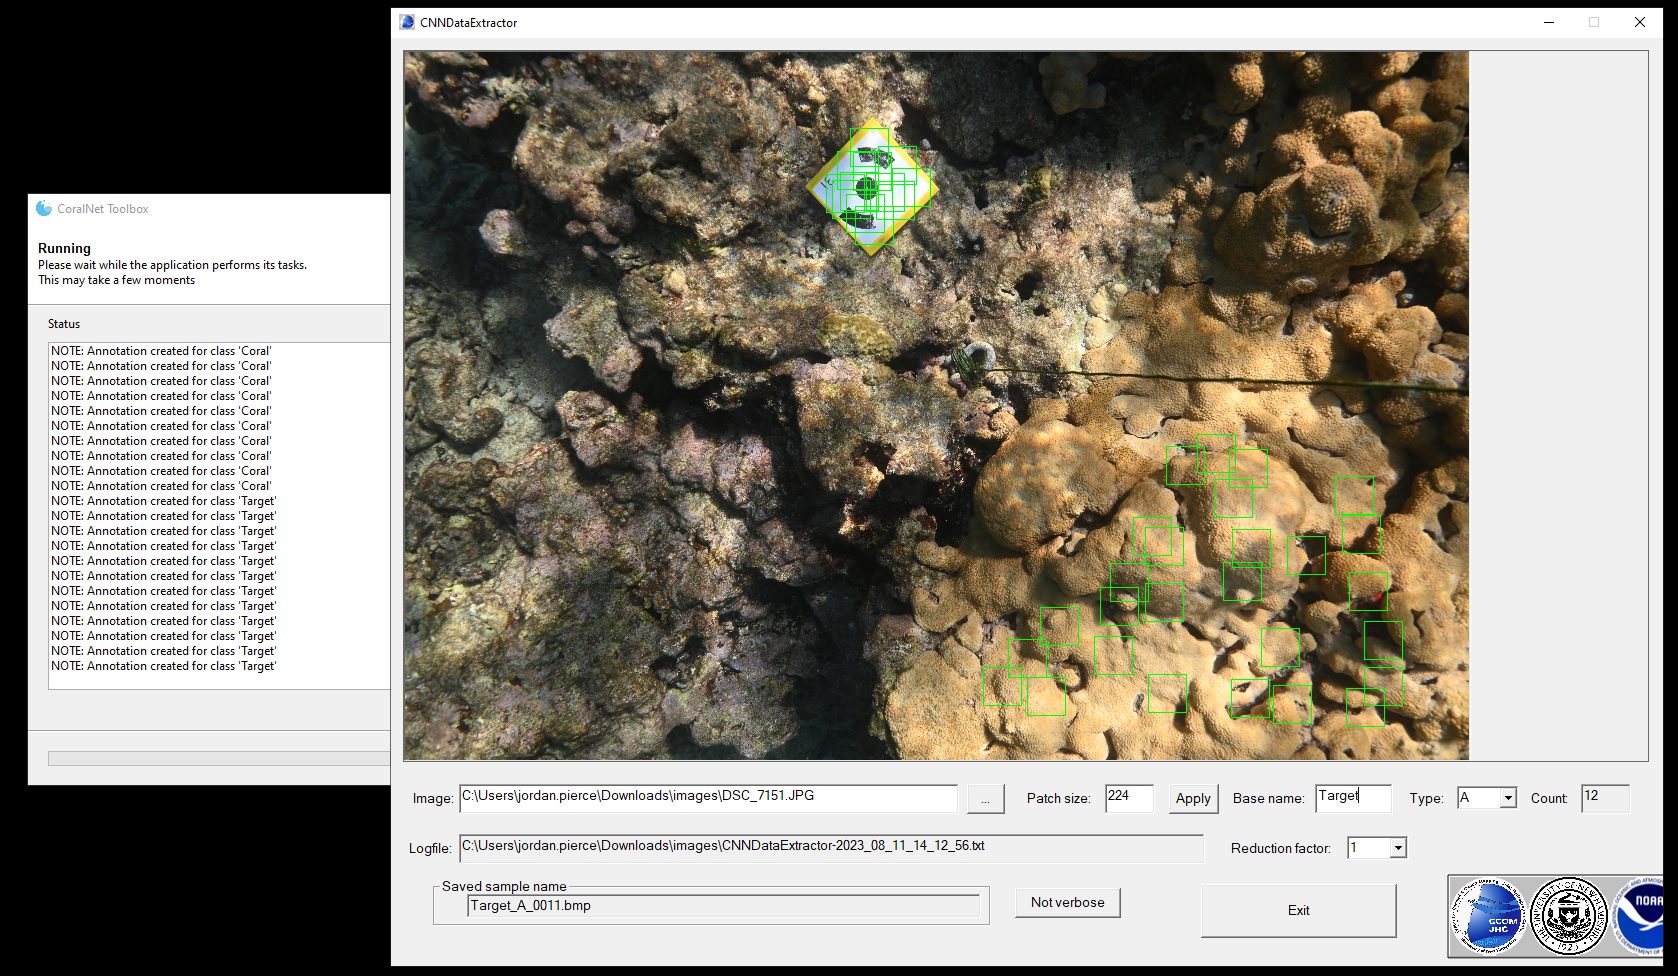 CNNDataExtractor
CoralNet Toolbox
Running
Please wait while the application performs its tasks.
This may take a few moments
Status
NOTE: Annotation created for class 'Coral'
NOTE: Annotation created for class 'Coral'
NOTE: Annotation created for class 'Coral'
NOTE: Annotation created for class 'Coral'
NOTE: Annotation created for class 'Coral'
NOTE: Annotation created for class 'Coral'
NOTE: Annotation created for class 'Coral'
NOTE: Annotation created for class 'Coral'
NOTE: Annotation created for class 'Coral'
NOTE: Annotation created for class 'Coral'
NOTE: Annotation created for class 'Target'
NOTE: Annotation created for class 'Target'
NOTE: Annotation created for class 'Target'
NOTE: Annotation created for class 'Target'
NOTE: Annotation created for class 'Target'
NOTE: Annotation created for class 'Target'
NOTE: Annotation created for class 'Target'
NOTE: Annotation created for class 'Target'
NOTE: Annotation created for class 'Target'
NOTE: Annotation created for class 'Target'
NOTE: Annotation created for class 'Target'
NOTE: Annotation created for class 'Target'
Image: C:\Users\jordan.pierce\Downloads\images\DSC_7151.JPG ... Patch size: 224 Apply Base name: Target Type: A Count: 12
Logfile: C:\Users\jordan.pierce\Downloads\images\CNNDataExtractor-2023_08_11_14_12_56.txt Reduction factor: 1
Saved sample name
Target_A_0011.bmp
Not verbose
Exit
CCOM
JHC
NOAA